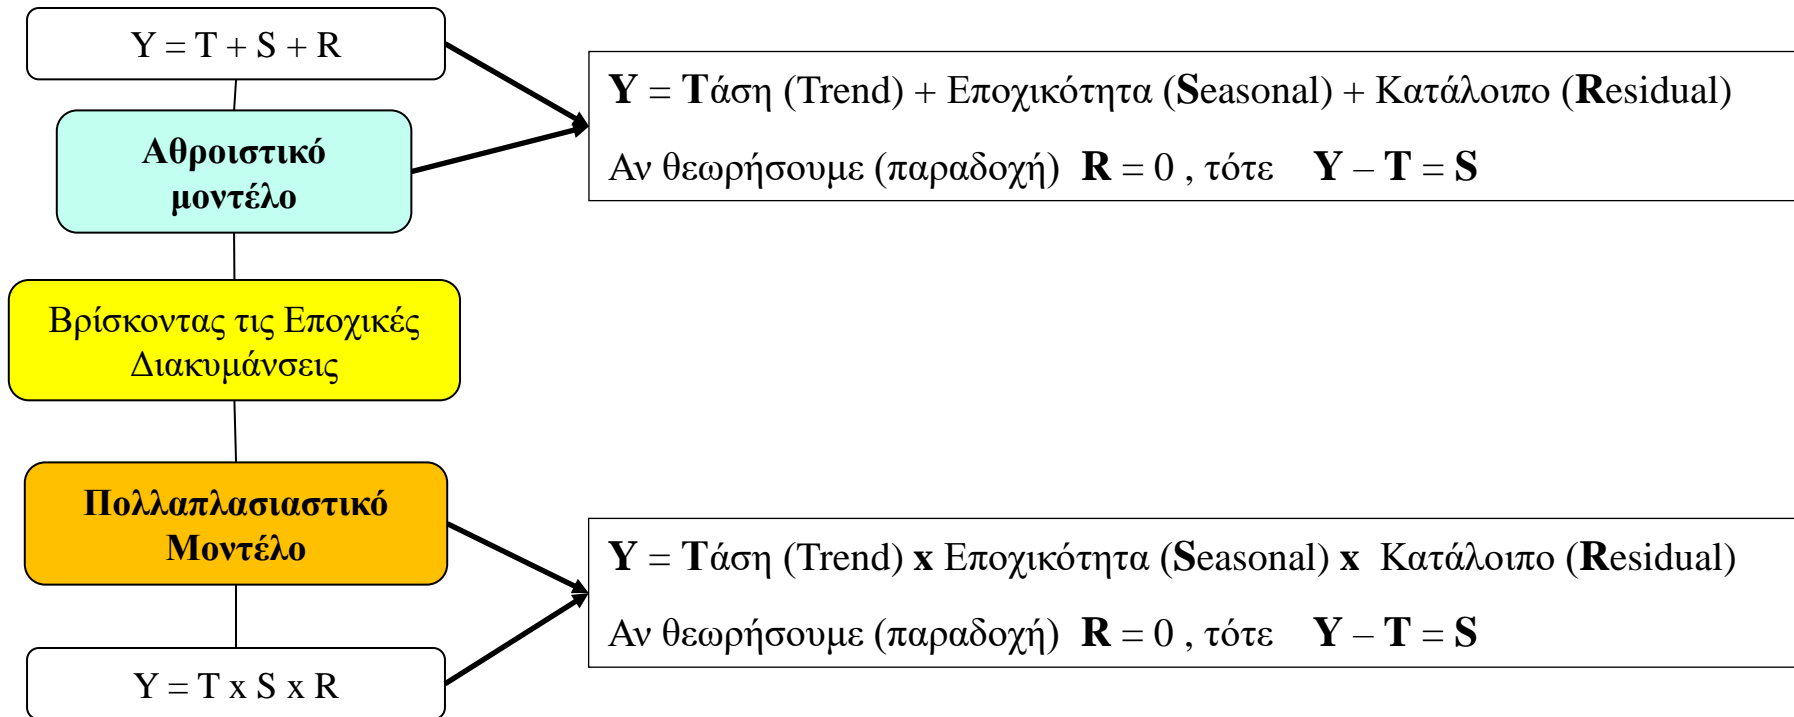 Y = T + S + R
Αθροιστικό
μοντέλο
Y = Τάση (Trend) + Εποχικότητα (Seasonal) + Κατάλοιπο (Residual)
Αν θεωρήσουμε (παραδοχή) R = 0 , τότε Y – T = S
Βρίσκοντας τις Εποχικές
Διακυμάνσεις
Πολλαπλασιαστικό
Μοντέλο
Y = Τάση (Trend) x Εποχικότητα (Seasonal) x Κατάλοιπο (Residual)
Αν θεωρήσουμε (παραδοχή) R = 0 , τότε Y – T = S
Y = T x S x R